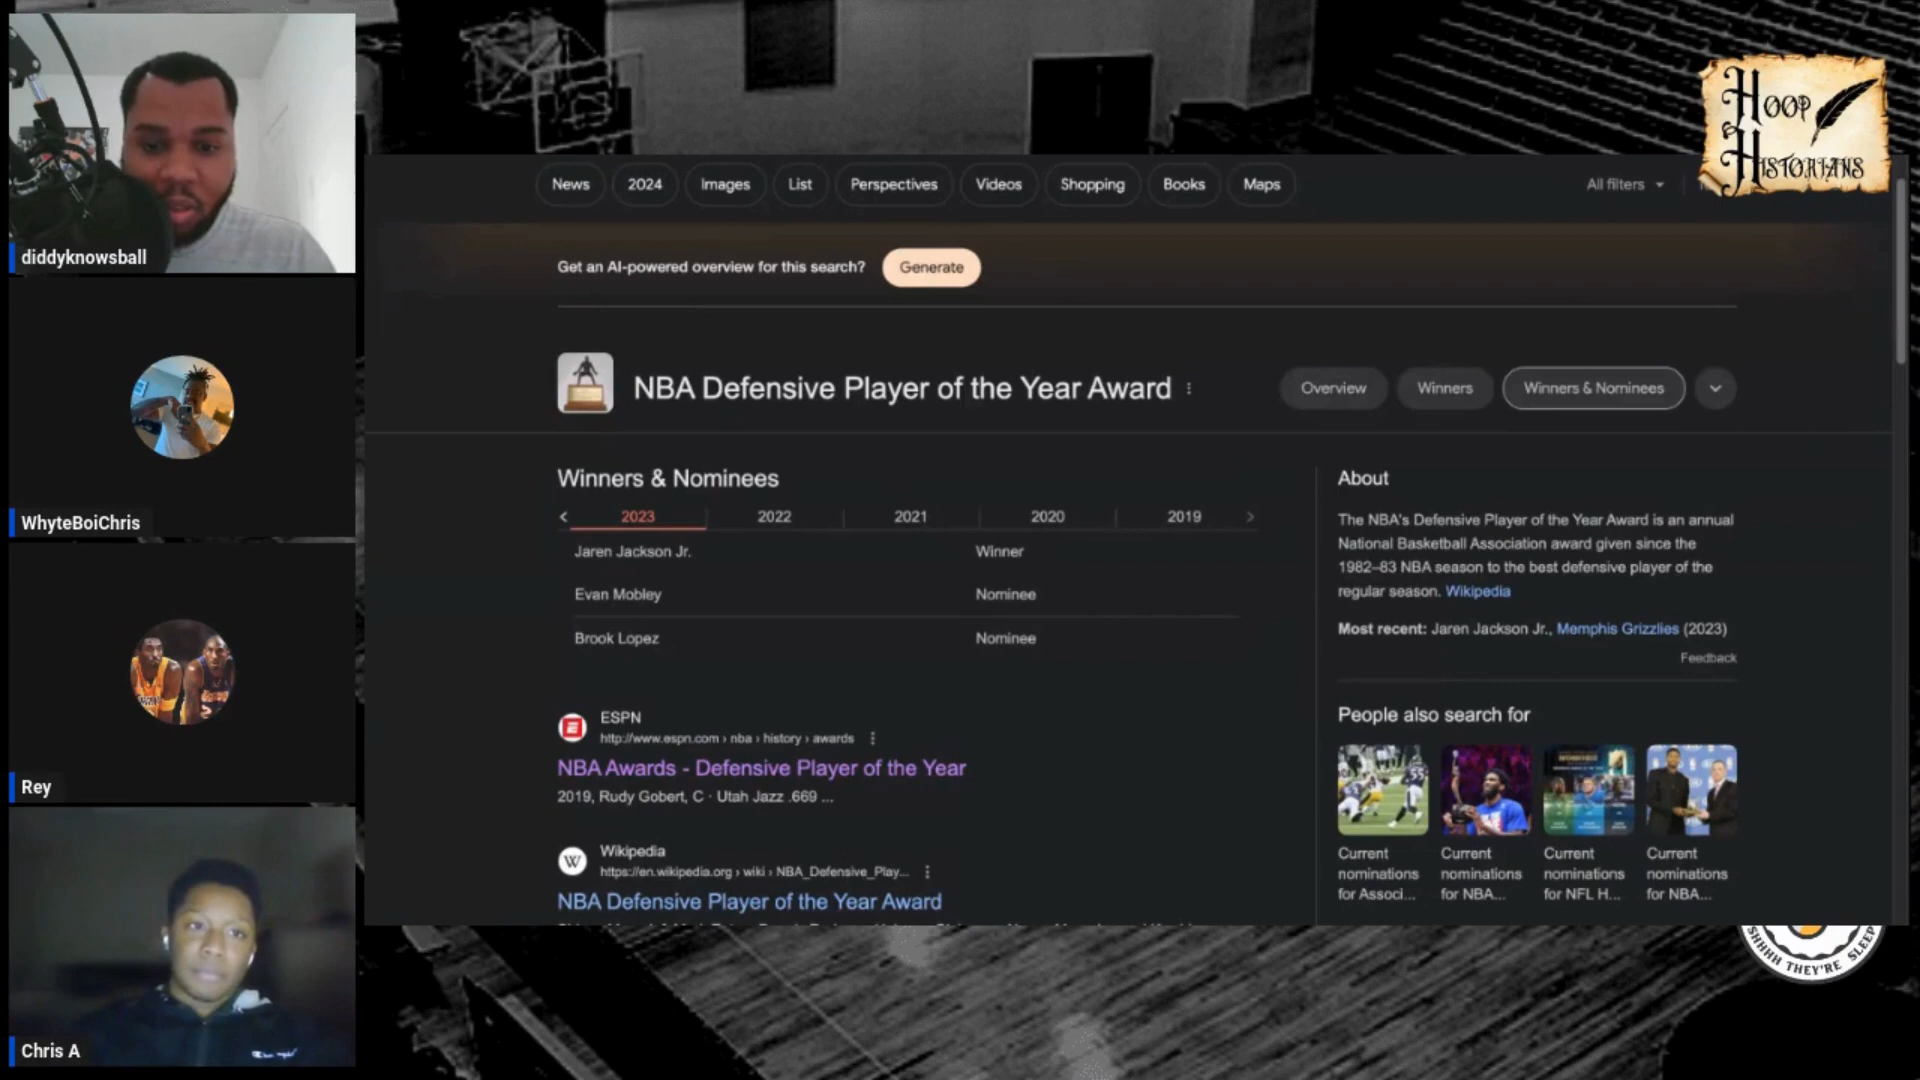 diddyknowsball
WhyteBoiChris
Rey
Chris A
HOOP
HISTORIANS
News
2024
Images
List
Perspectives
Videos
Shopping
Books
Maps
All filters
Get an AI-powered overview for this search?
Generate
NBA Defensive Player of the Year Award
Overview
Winners
Winners & Nominees
Winners & Nominees
2023
2022
2021
2020
2019
Jaren Jackson Jr. Winner
Evan Mobley Nominee
Brook Lopez Nominee
ESPN
http://www.espn.com › nba › history › awards
NBA Awards - Defensive Player of the Year
2019, Rudy Gobert, C · Utah Jazz .669 ...
Wikipedia
https://en.wikipedia.org › wiki › NBA_Defensive_Play...
NBA Defensive Player of the Year Award
About
The NBA's Defensive Player of the Year Award is an annual
National Basketball Association award given since the
1982–83 NBA season to the best defensive player of the
regular season. Wikipedia
Most recent: Jaren Jackson Jr., Memphis Grizzlies (2023)
Feedback
People also search for
Current
nominations
for Associ...
Current
nominations
for NBA...
Current
nominations
for NFL H...
Current
nominations
for NBA...
SHHHH THEY'RE SLEEP